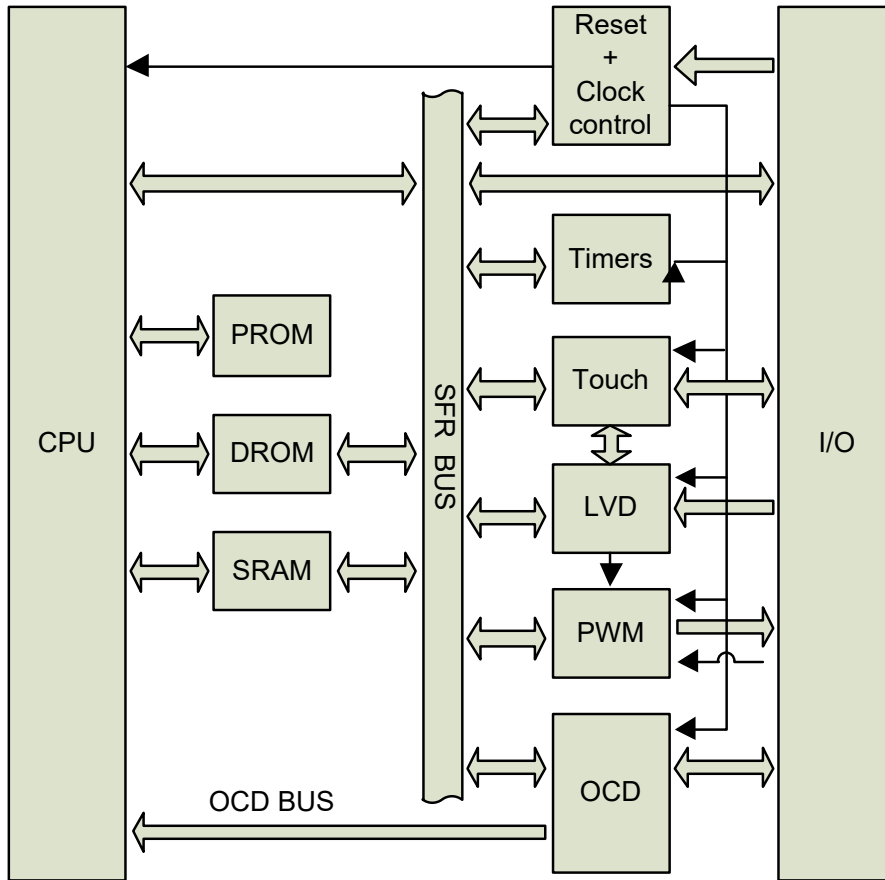 Reset
+
Clock
control
Timers
PROM
Touch
SFR BUS
CPU
DROM
I/O
LVD
SRAM
PWM
OCD BUS
OCD